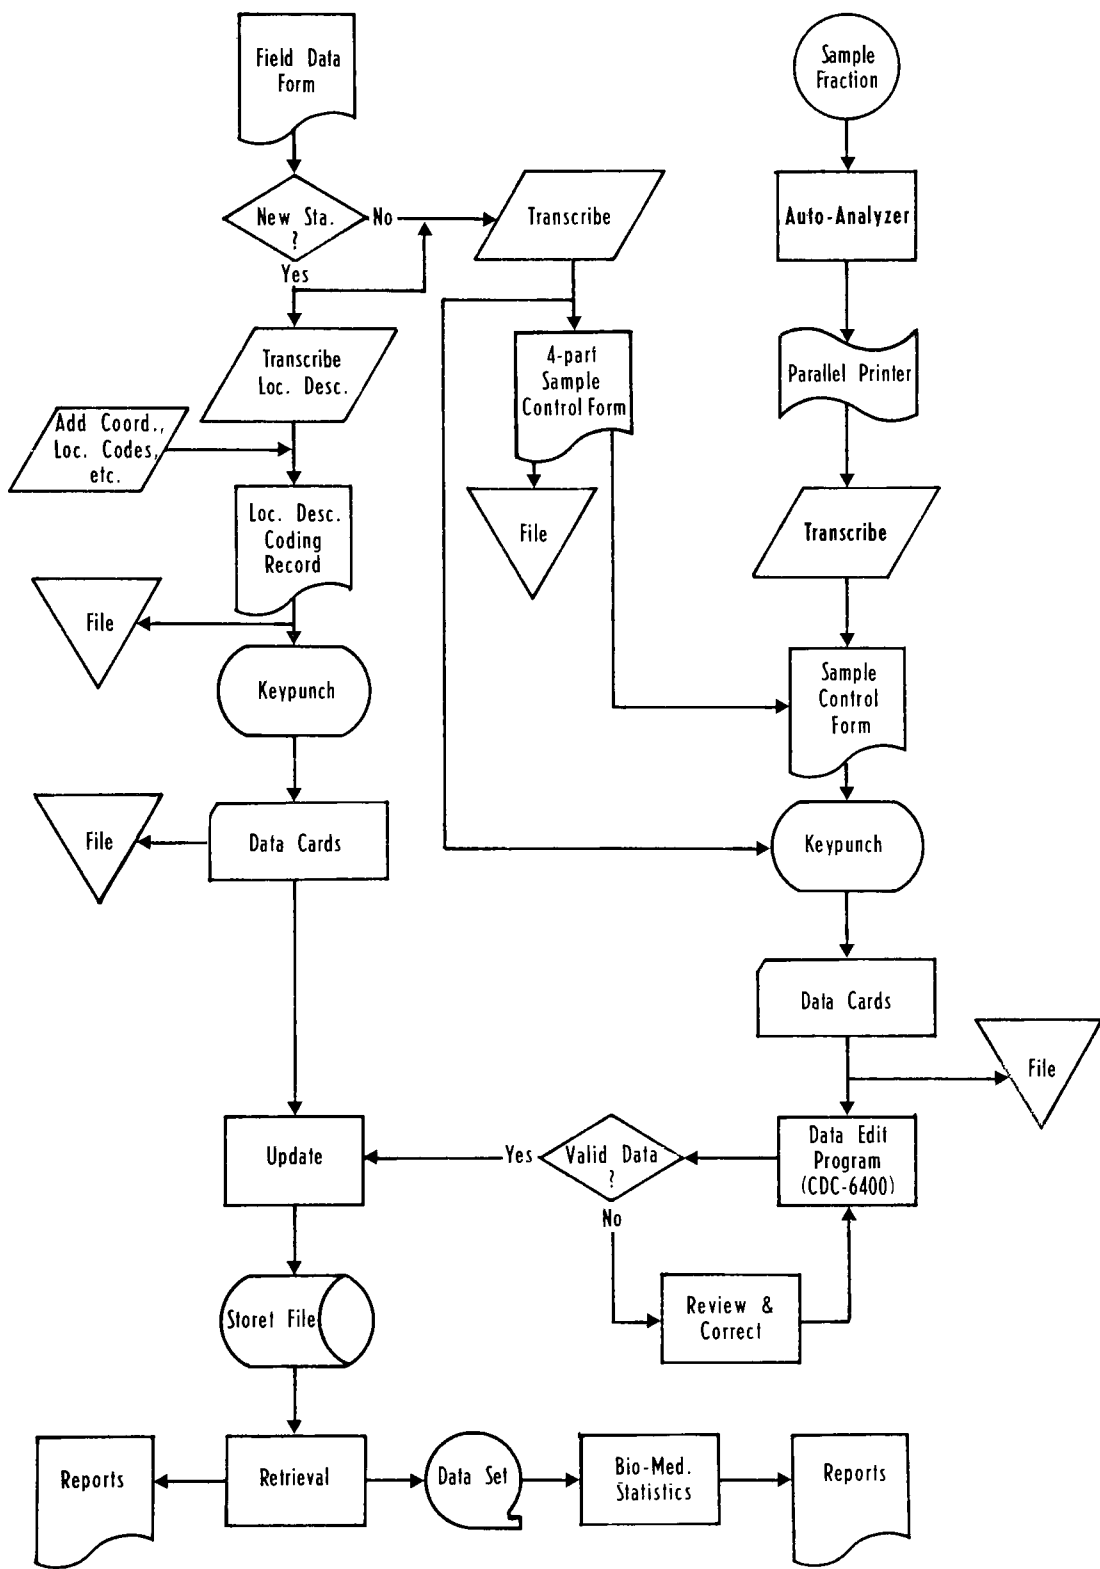 Field Data
Form
Sample
Fraction
New Sta.
?
No
Yes
Transcribe
Auto-Analyzer
Transcribe
Loc. Desc.
4-part
Sample
Control Form
Parallel Printer
Add Coord.,
Loc. Codes,
etc.
Loc. Desc.
Coding
Record
File
Transcribe
File
Keypunch
Sample
Control
Form
File
Data Cards
Keypunch
Data Cards
File
Update
Yes
Valid Data
?
No
Data Edit
Program
(CDC-6400)
Storet File
Review &
Correct
Reports
Retrieval
Data Set
Bio-Med.
Statistics
Reports